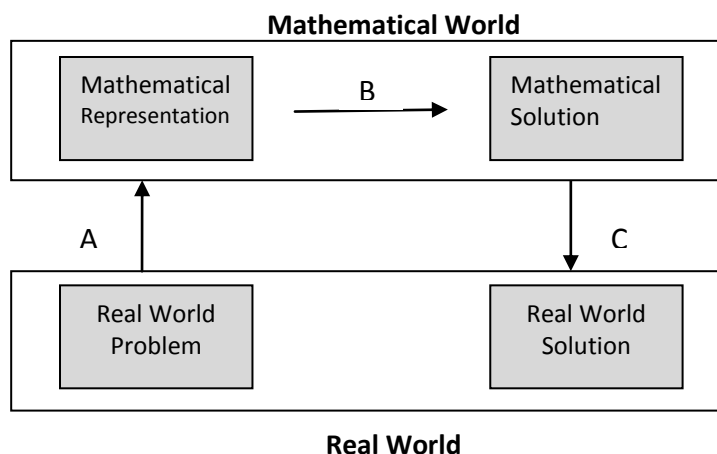 Mathematical World
Mathematical
Representation
B
Mathematical
Solution
A
C
Real World
Problem
Real World
Solution
Real World